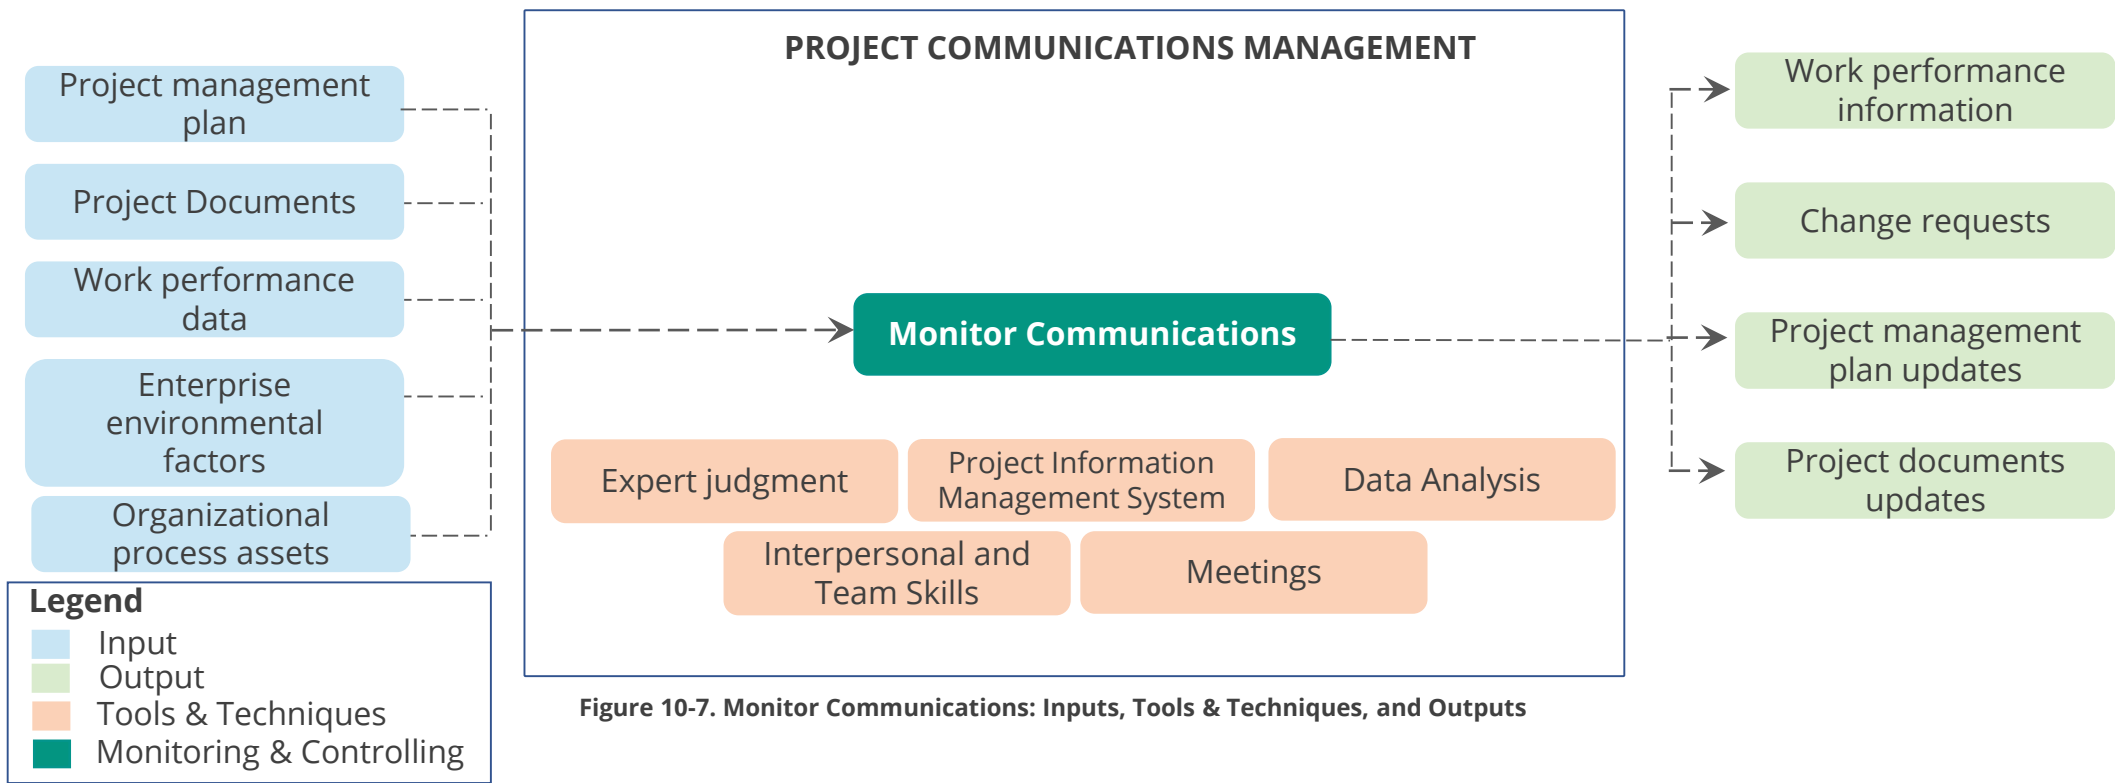 PROJECT COMMUNICATIONS MANAGEMENT
Project management
plan
Project Documents
Work performance
data
Enterprise
environmental
factors
Organizational
process assets
Monitor Communications
Expert judgment
Project Information
Management System
Data Analysis
Interpersonal and
Team Skills
Meetings
Work performance
information
Change requests
Project management
plan updates
Project documents
updates
Legend
Input
Output
Tools & Techniques
Monitoring & Controlling
Figure 10-7. Monitor Communications: Inputs, Tools & Techniques, and Outputs